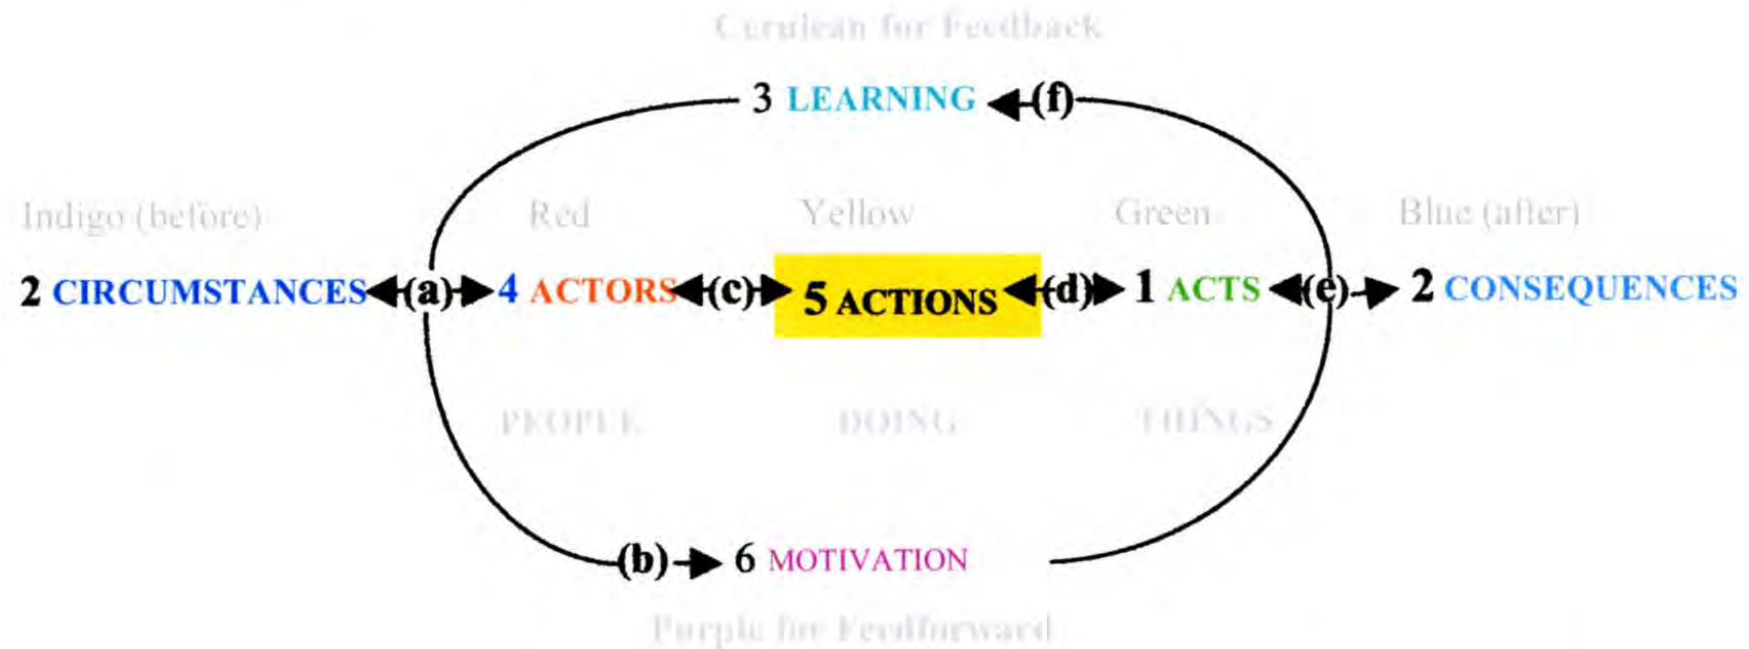 Cerulean for Feedback
3 LEARNING (f)
Indigo (before) Red Yellow Green Blue (after)
2 CIRCUMSTANCES (a) 4 ACTORS (c) 5 ACTIONS (d) 1 ACTS (e) 2 CONSEQUENCES
PEOPLE DOING THINGS
(b) 6 MOTIVATION
Purple for Feedforward